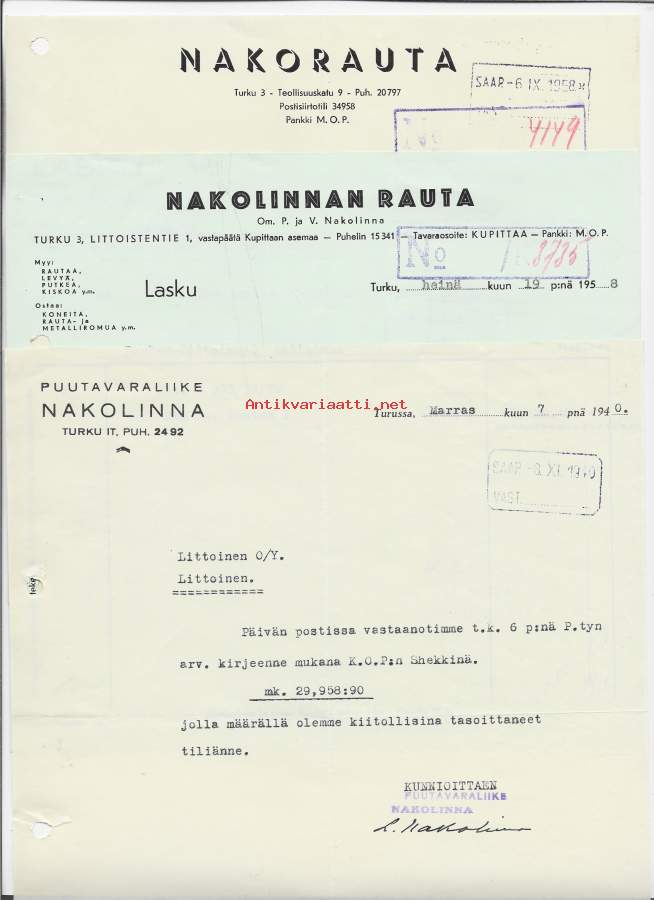 NAKORAUTA
Turku 3 - Teollisuuskatu 9 - Puh. 20797
Postisiirtotili 34958
Pankki M.O.P.
SAAR -6 IX. 1958
4149
NAKOLINNAN RAUTA
Om. P. ja V. Nakolinna
TURKU 3, LITTOISTENTIE 1, vastapäätä Kupittaan asemaa — Puhelin 15341 — Tavaraosoite: KUPITTAA — Pankki: M.O.P.
No 3735
Myy:
RAUTAA,
LEVYÄ,
PUTKEA,
KISKOA y.m.
Ostaa:
KONEITA,
RAUTA- ja
METALLIROMUA y.m.
Lasku
Turku, heinä kuun 19 p:nä 1958
PUUTAVARALIIKE
NAKOLINNA
TURKU IT, PUH. 2492
Antikvariaatti.net
Turussa, Marras kuun 7 pnä 1940.
SAAP -8 XI. 1940
VAST.
Littoinen O/Y.
Littoinen.
============
Päivän postissa vastaanotimme t.k. 6 p:nä P.tyn
arv. kirjeenne mukana K.O.P:n Shekkinä.
mk. 29,958:90
jolla määrällä olemme kiitollisina tasoittaneet
tiliänne.
KUNNIOITTAEN
PUUTAVARALIIKE
NAKOLINNA
L. Nakolinna